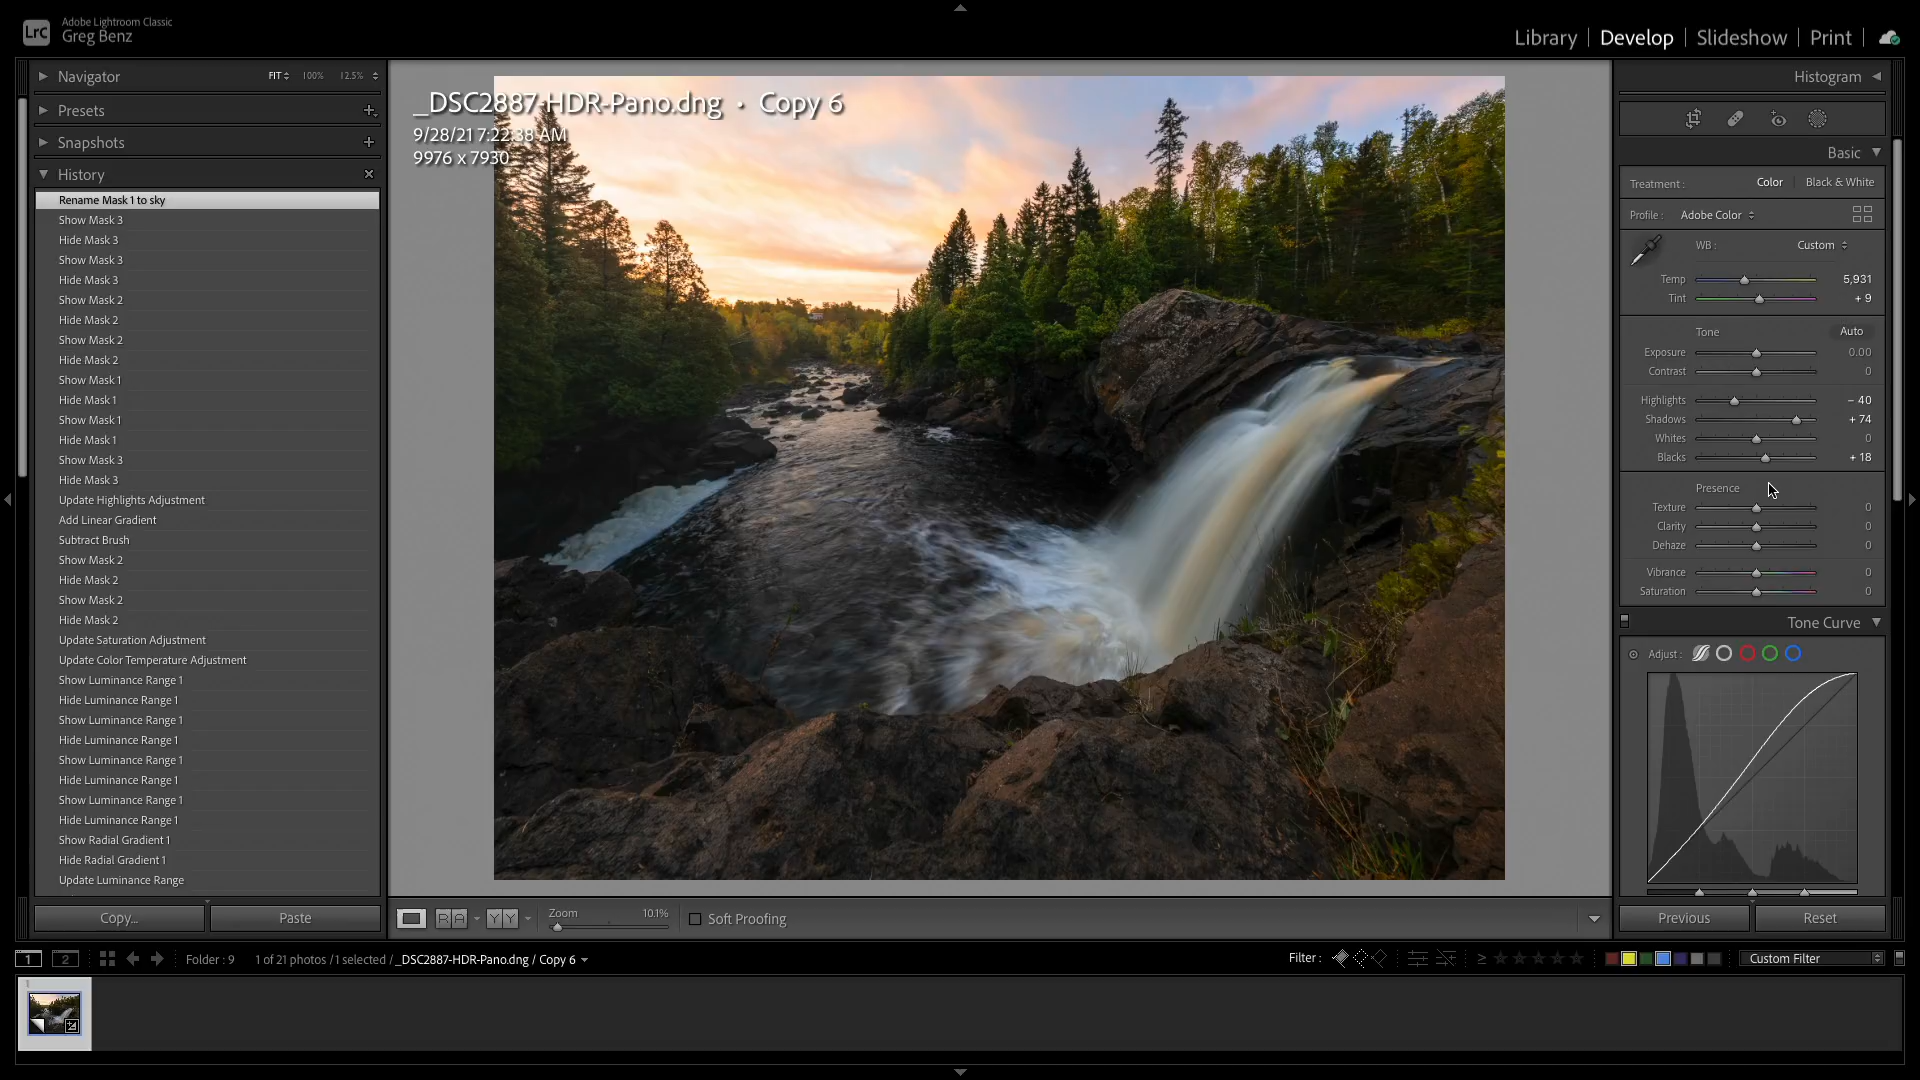 LrC
Adobe Lightroom Classic
Greg Benz
Library | Develop | Slideshow | Print |
Navigator FIT 100% 12.5%
Presets
Snapshots
History
Rename Mask 1 to sky
Show Mask 3
Hide Mask 3
Show Mask 3
Hide Mask 3
Show Mask 2
Hide Mask 2
Show Mask 2
Hide Mask 2
Show Mask 1
Hide Mask 1
Show Mask 1
Hide Mask 1
Show Mask 3
Hide Mask 3
Update Highlights Adjustment
Add Linear Gradient
Subtract Brush
Show Mask 2
Hide Mask 2
Show Mask 2
Hide Mask 2
Update Saturation Adjustment
Update Color Temperature Adjustment
Show Luminance Range 1
Hide Luminance Range 1
Show Luminance Range 1
Hide Luminance Range 1
Show Luminance Range 1
Hide Luminance Range 1
Show Luminance Range 1
Hide Luminance Range 1
Show Radial Gradient 1
Hide Radial Gradient 1
Update Luminance Range
Copy... Paste
_DSC2887-HDR-Pano.dng • Copy 6
9/28/21 7:22:38 AM
9976 x 7930
R A Y Y Zoom 10.1% Soft Proofing
Histogram
Basic
Treatment : Color | Black & White
Profile : Adobe Color
WB : Custom
Temp 5,931
Tint + 9
Tone Auto
Exposure 0.00
Contrast 0
Highlights – 40
Shadows + 74
Whites 0
Blacks + 18
Presence
Texture 0
Clarity 0
Dehaze 0
Vibrance 0
Saturation 0
Tone Curve
Adjust :
Previous Reset
1 2 Folder : 9 1 of 21 photos / 1 selected / _DSC2887-HDR-Pano.dng / Copy 6 Filter : ≥ Custom Filter
1